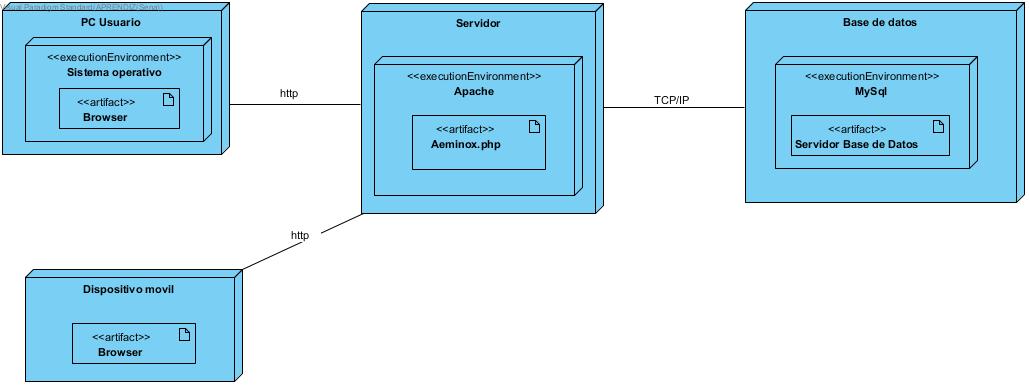 Visual Paradigm Standard(APRENDIZ(Sena))
PC Usuario
<<executionEnvironment>>
Sistema operativo
<<artifact>>
Browser
http
Servidor
<<executionEnvironment>>
Apache
<<artifact>>
Aeminox.php
TCP/IP
Base de datos
<<executionEnvironment>>
MySql
<<artifact>>
Servidor Base de Datos
http
Dispositivo movil
<<artifact>>
Browser